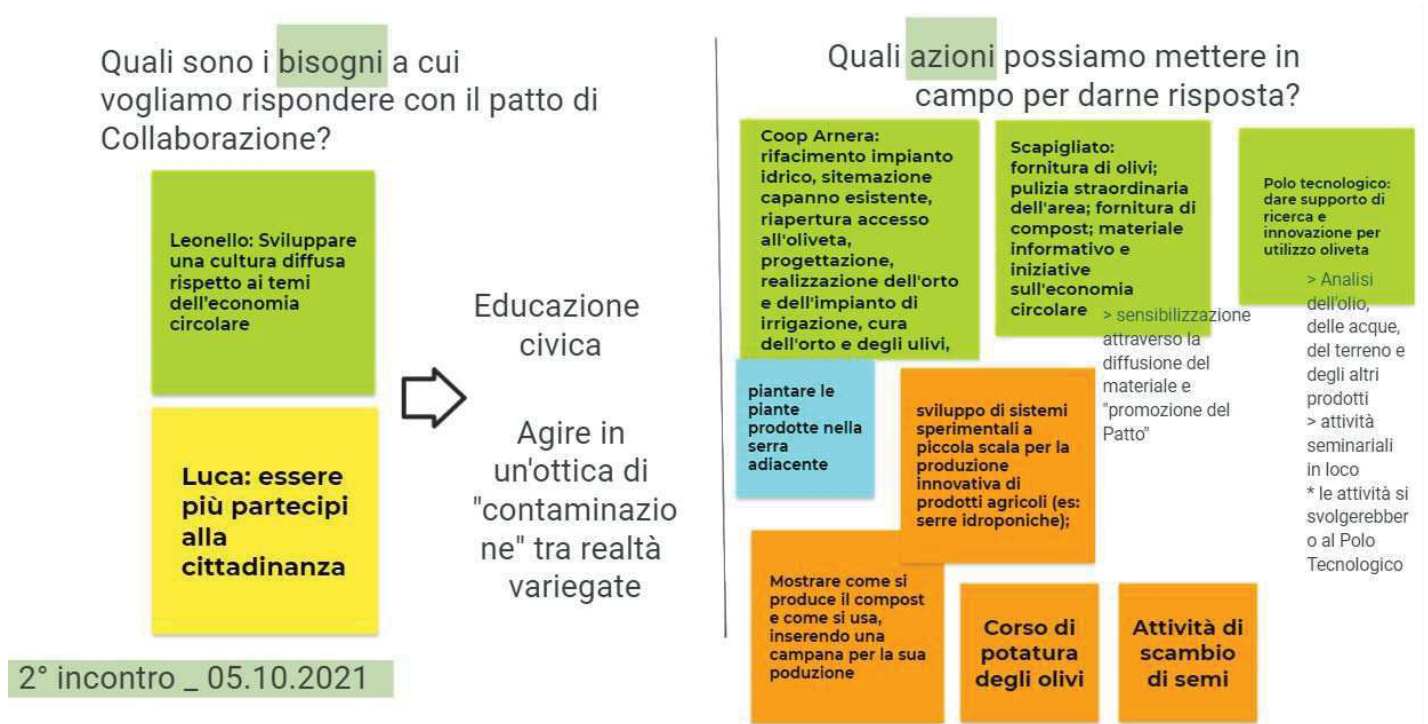 Quali sono i bisogni a cui
vogliamo rispondere con il patto di
Collaborazione?
Leonello: Sviluppare
una cultura diffusa
rispetto ai temi
dell'economia
circolare
Luca: essere
più partecipi
alla
cittadinanza
Educazione
civica
Agire in
un'ottica di
"contaminazio
ne" tra realtà
variegate
2° incontro _ 05.10.2021
Quali azioni possiamo mettere in
campo per darne risposta?
Coop Arnera:
rifacimento impianto
idrico, sitemazione
capanno esistente,
riapertura accesso
all'oliveta,
progettazione,
realizzazione dell'orto
e dell'impianto di
irrigazione, cura
dell'orto e degli ulivi,
Scapigliato:
fornitura di olivi;
pulizia straordinaria
dell'area; fornitura di
compost; materiale
informativo e
iniziative
sull'economia
circolare
> sensibilizzazione
attraverso la
diffusione del
materiale e
"promozione del
Patto"
Polo tecnologico:
dare supporto di
ricerca e
innovazione per
utilizzo oliveta
> Analisi
dell'olio,
delle acque,
del terreno e
degli altri
prodotti
> attività
seminariali
in loco
* le attività si
svolgerebber
o al Polo
Tecnologico
piantare le
piante
prodotte nella
serra
adiacente
sviluppo di sistemi
sperimentali a
piccola scala per la
produzione
innovativa di
prodotti agricoli (es:
serre idroponiche);
Mostrare come si
produce il compost
e come si usa,
inserendo una
campana per la sua
poduzione
Corso di
potatura
degli olivi
Attività di
scambio
di semi